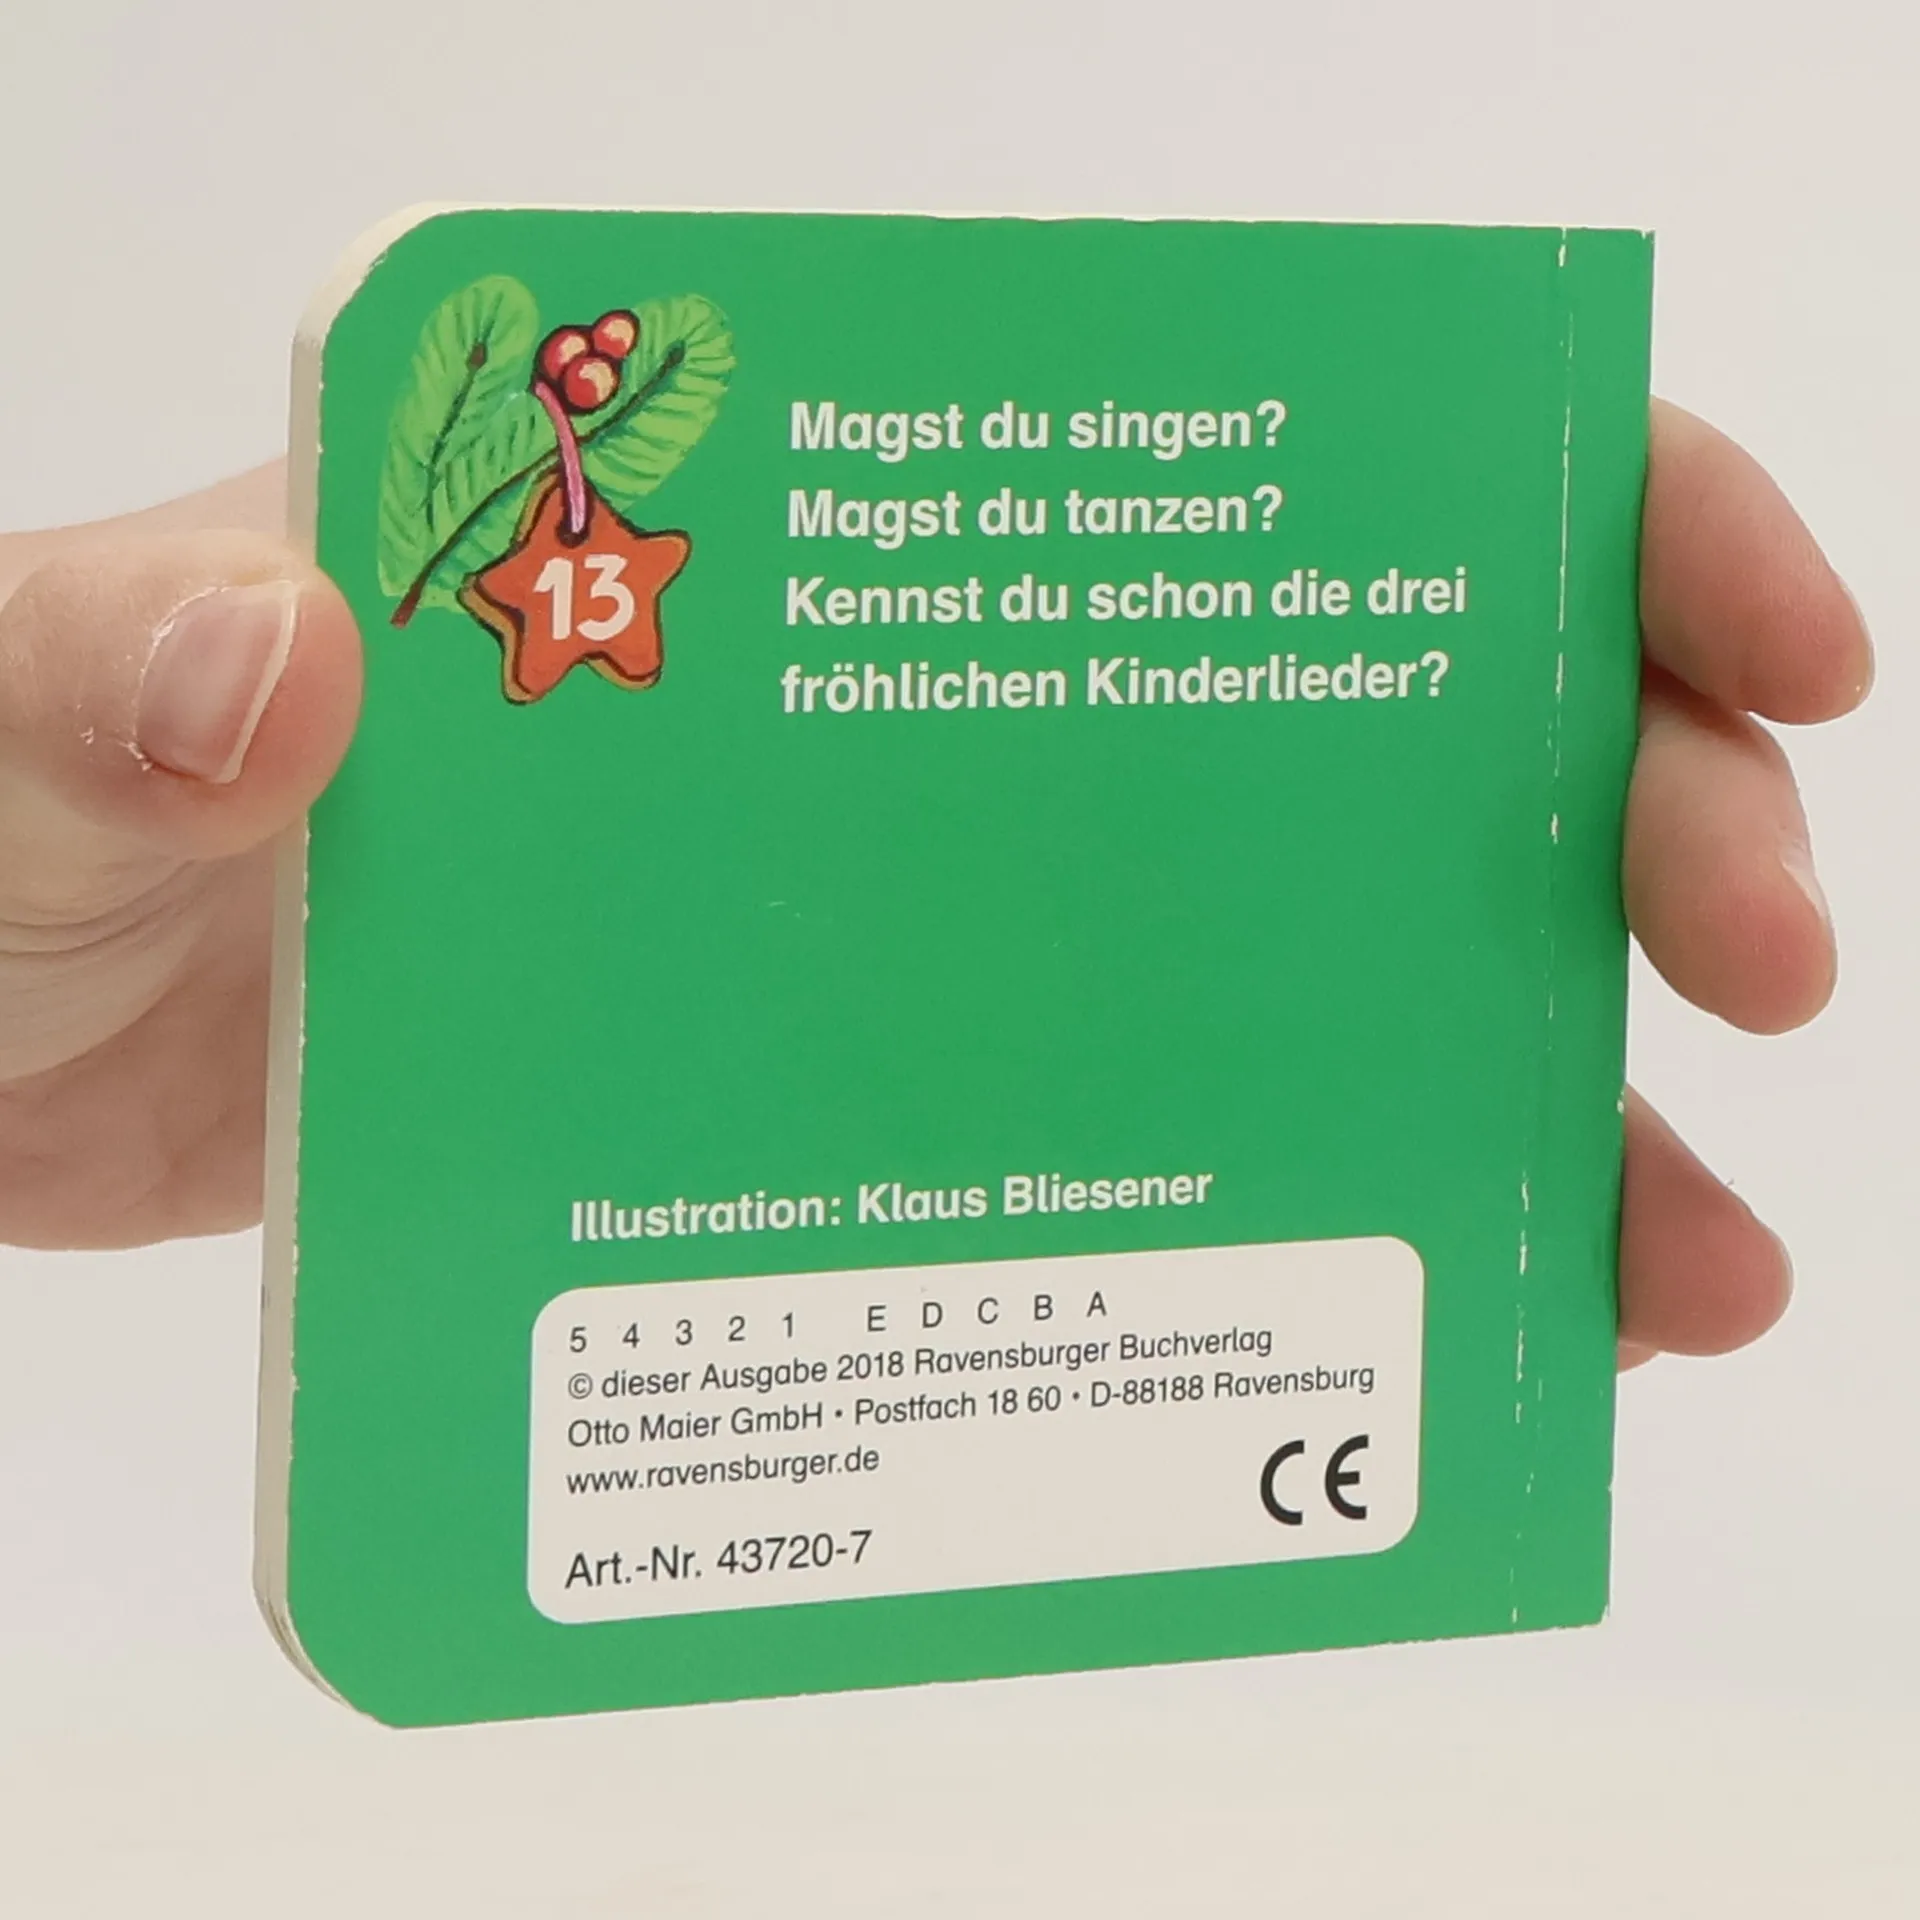 13
Magst du singen?
Magst du tanzen?
Kennst du schon die drei
fröhlichen Kinderlieder?
Illustration: Klaus Bliesener
5 4 3 2 1 E D C B A
© dieser Ausgabe 2018 Ravensburger Buchverlag
Otto Maier GmbH • Postfach 18 60 • D-88188 Ravensburg
www.ravensburger.de
CE
Art.-Nr. 43720-7